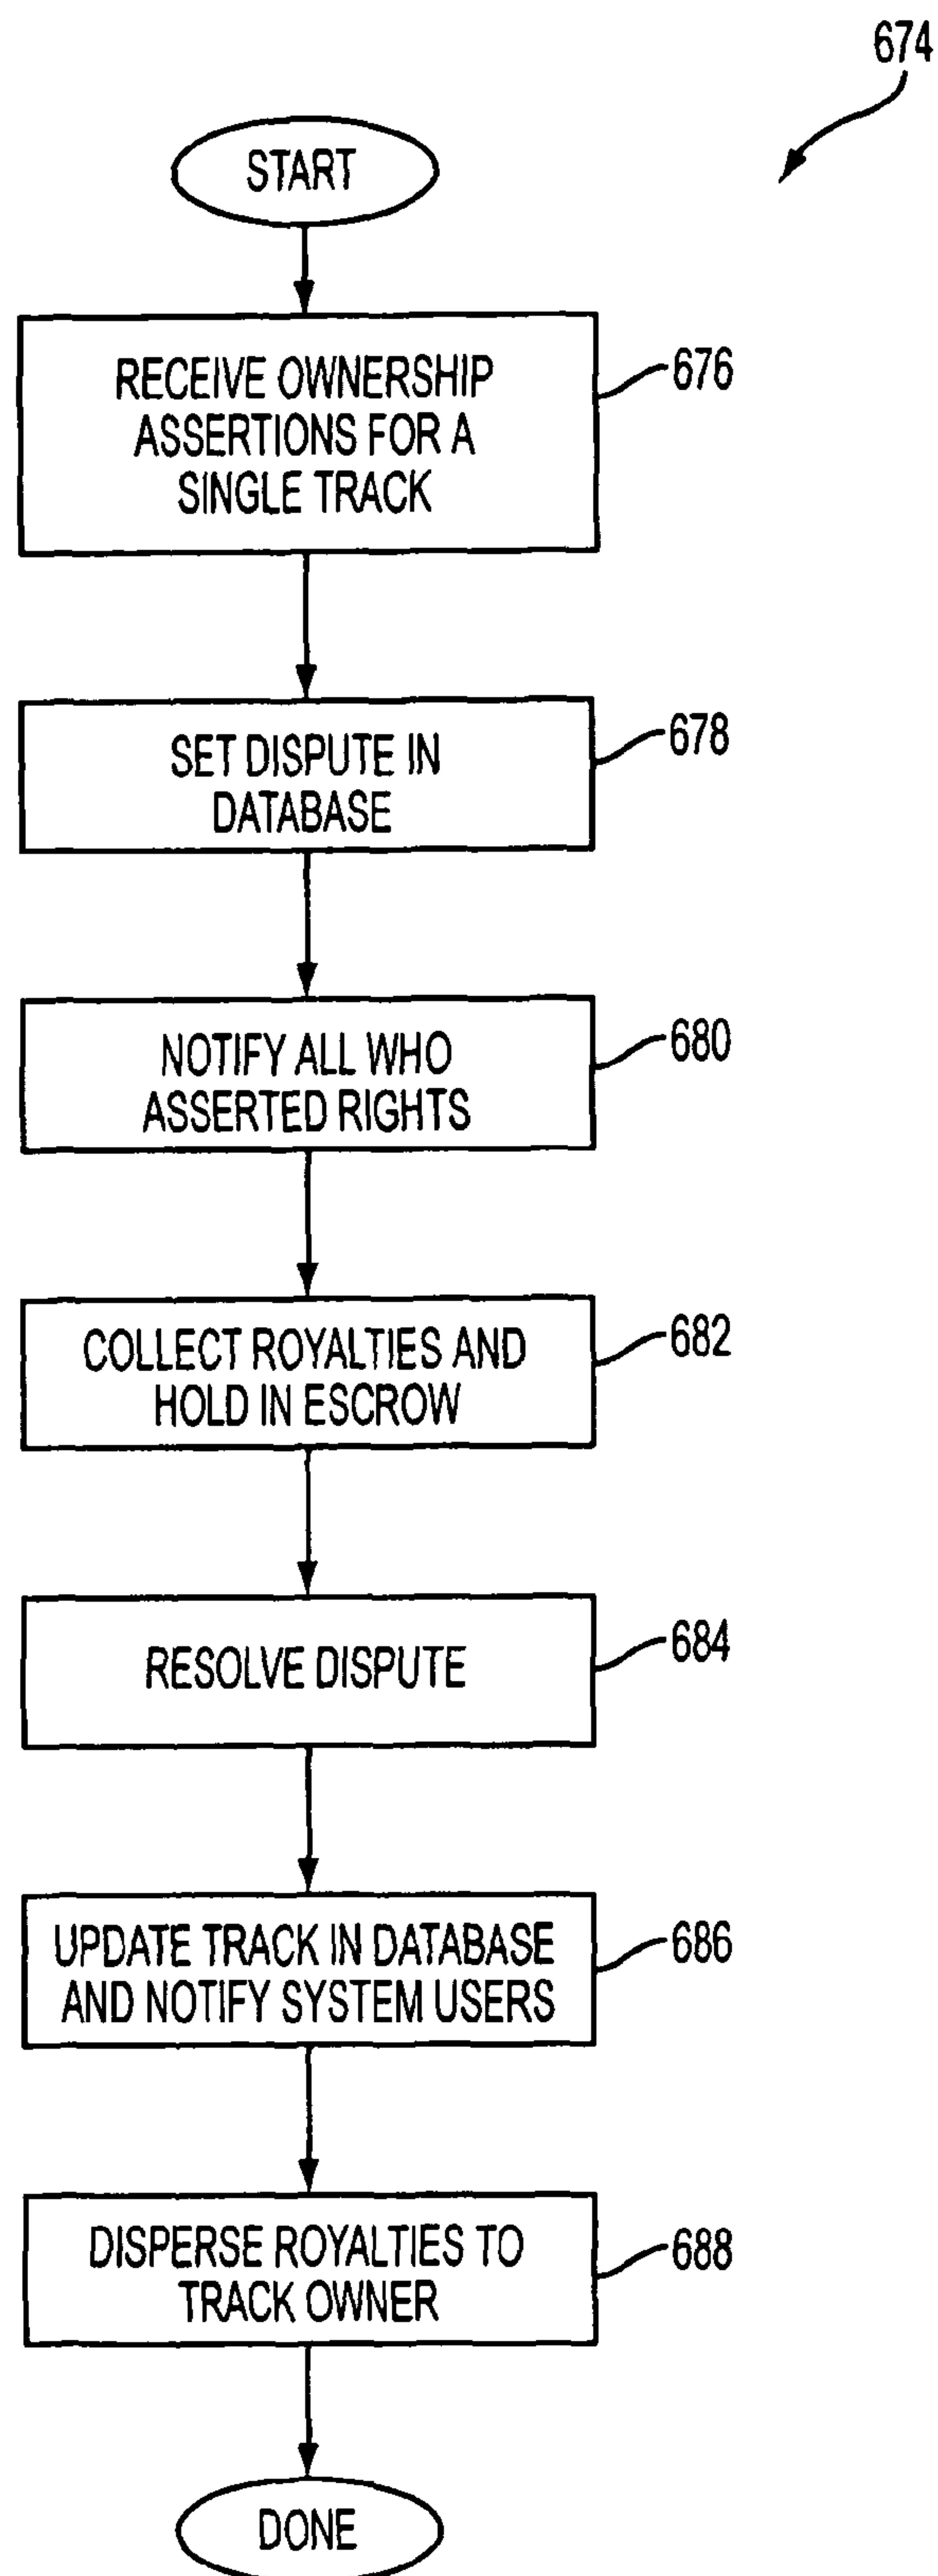 674
START
RECEIVE OWNERSHIP
ASSERTIONS FOR A
SINGLE TRACK
676
SET DISPUTE IN
DATABASE
678
NOTIFY ALL WHO
ASSERTED RIGHTS
680
COLLECT ROYALTIES AND
HOLD IN ESCROW
682
RESOLVE DISPUTE
684
UPDATE TRACK IN DATABASE
AND NOTIFY SYSTEM USERS
686
DISPERSE ROYALTIES TO
TRACK OWNER
688
DONE